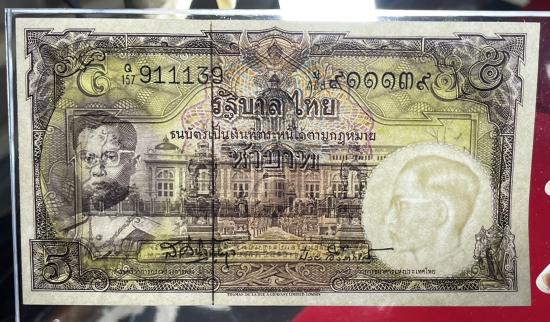 ๕ ๕
Q/157 911139 ๙๑๑๑๓๙
รัฐบาลไทย
ธนบัตรเป็นเงินที่ชำระหนี้ได้ตามกฎหมาย
ห้าบาท
5
THOMAS DE LA RUE & COMPANY LIMITED, LONDON